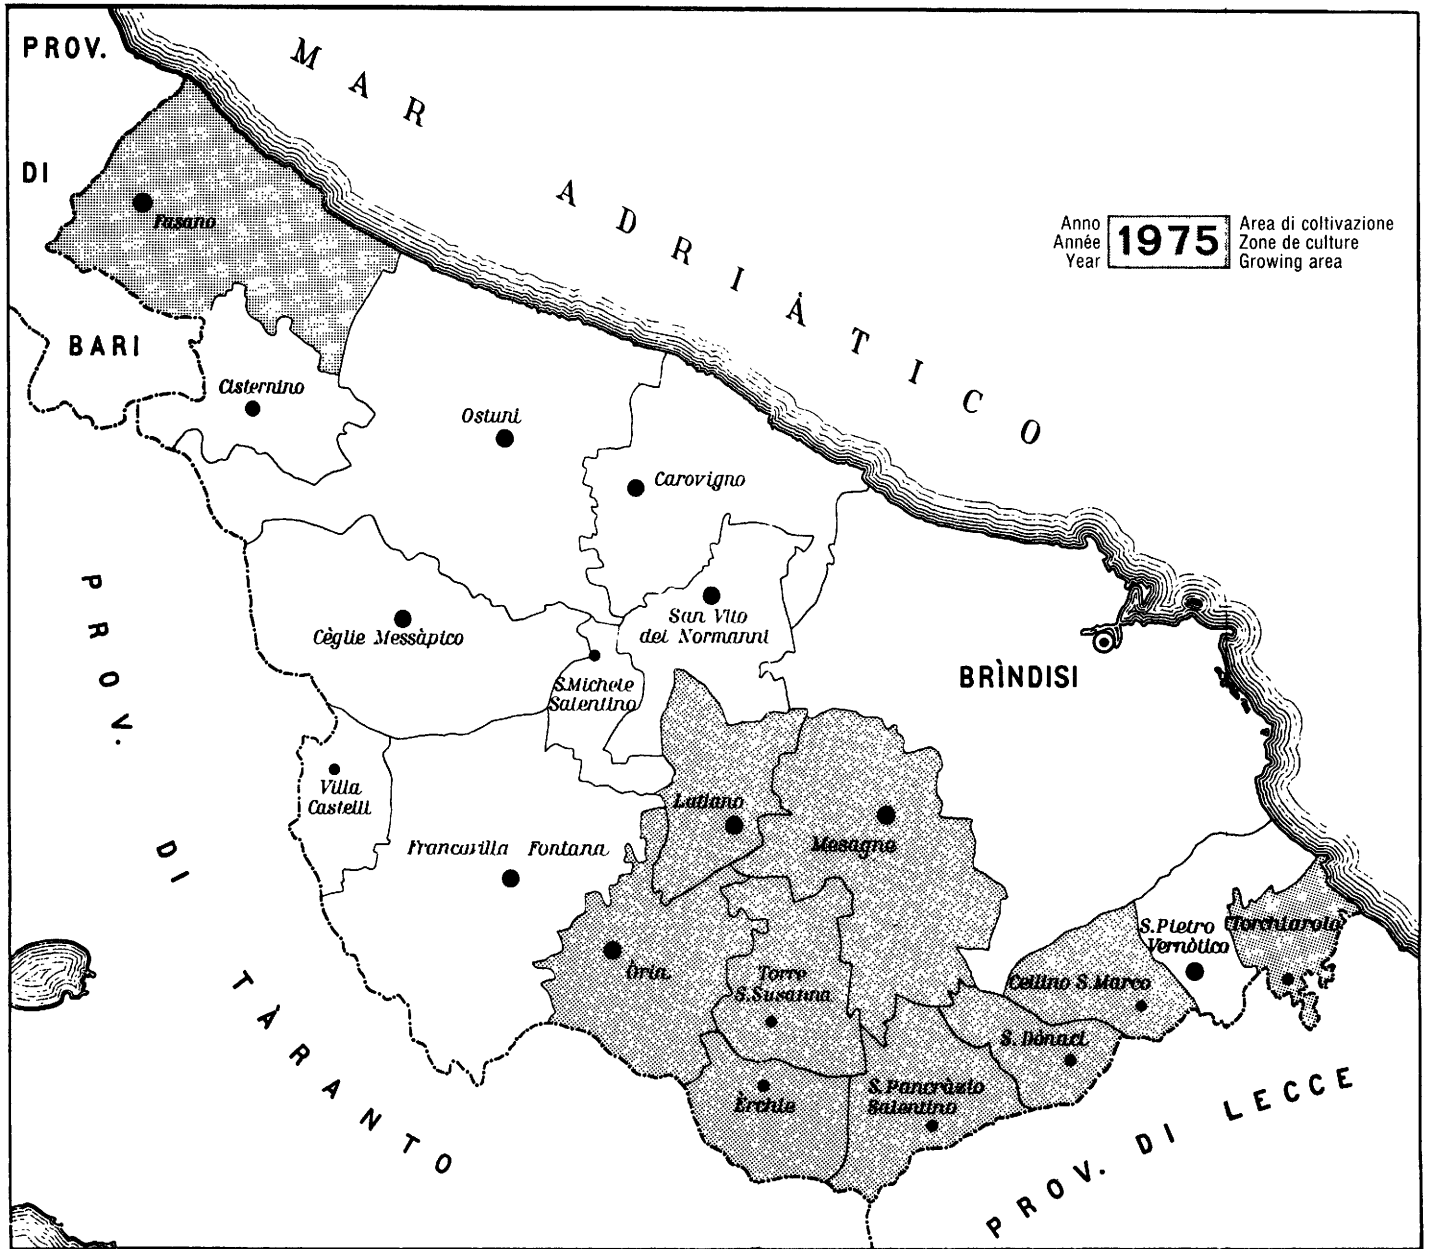 PROV.
DI
BARI
MAR ADRIÀTICO
Anno
Année
Year
1975
Area di coltivazione
Zone de culture
Growing area
Fasano
Cisternino
Ostuni
Carovigno
San Vito
dei Normanni
Cèglie Messàpico
S.Michele
Salentino
BRÌNDISI
Villa
Castelli
Francavilla Fontana
Latiano
Mesagne
Òria
Torre
S.Susanna
S.Pietro
Vernòtico
Torchiarolo
Cellino S.Marco
S.Dònaci
Èrchie
S.Pancràzio
Salentino
PROV. DI TÀRANTO
PROV. DI LECCE